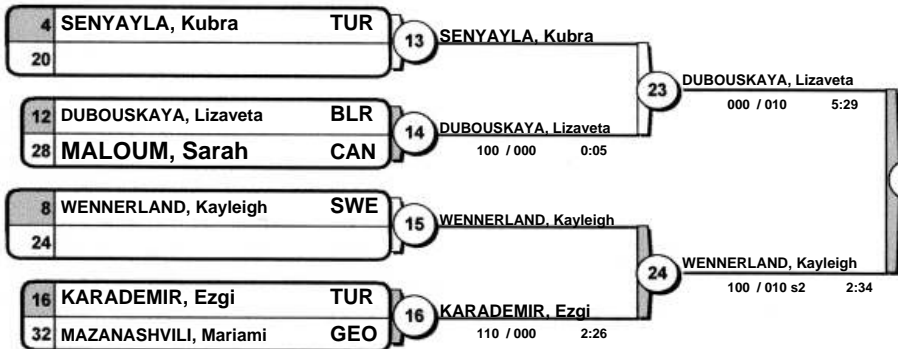 4 SENYAYLA, Kubra TUR
20
13 SENYAYLA, Kubra
12 DUBOUSKAYA, Lizaveta BLR
28 MALOUM, Sarah CAN
14 DUBOUSKAYA, Lizaveta
100 / 000 0:05
23 DUBOUSKAYA, Lizaveta
000 / 010 5:29
8 WENNERLAND, Kayleigh SWE
24
15 WENNERLAND, Kayleigh
16 KARADEMIR, Ezgi TUR
32 MAZANASHVILI, Mariami GEO
16 KARADEMIR, Ezgi
110 / 000 2:26
24 WENNERLAND, Kayleigh
100 / 010 s2 2:34